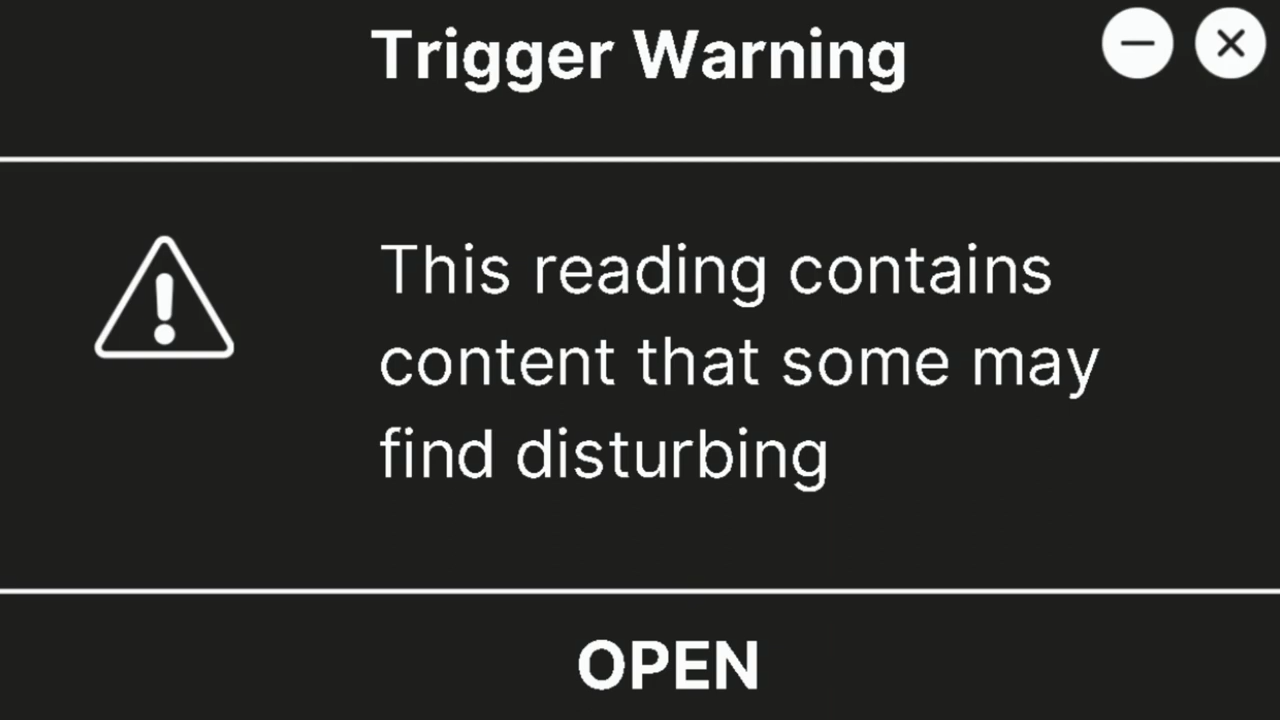 Trigger Warning
This reading contains
content that some may
find disturbing
OPEN